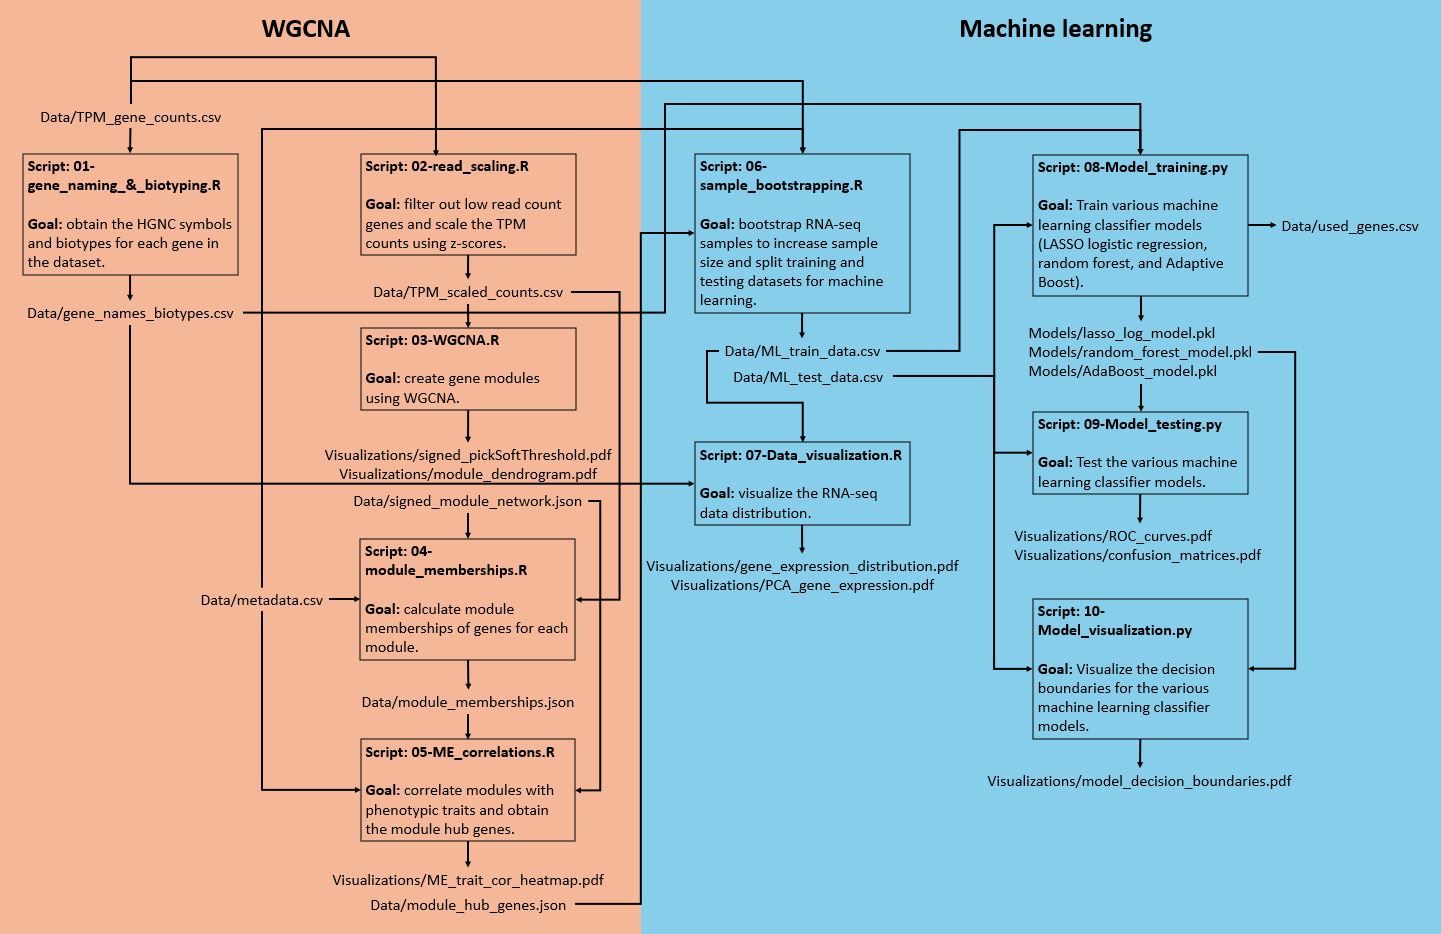 WGCNA
Data/TPM_gene_counts.csv
Script: 01-
gene_naming_&_biotyping.R
Goal: obtain the HGNC symbols
and biotypes for each gene in
the dataset.
Data/gene_names_biotypes.csv
Script: 02-read_scaling.R
Goal: filter out low read count
genes and scale the TPM
counts using z-scores.
Data/TPM_scaled_counts.csv
Script: 03-WGCNA.R
Goal: create gene modules
using WGCNA.
Visualizations/signed_pickSoftThreshold.pdf
Visualizations/module_dendrogram.pdf
Data/signed_module_network.json
Script: 04-
module_memberships.R
Goal: calculate module
memberships of genes for each
module.
Data/metadata.csv
Data/module_memberships.json
Script: 05-ME_correlations.R
Goal: correlate modules with
phenotypic traits and obtain
the module hub genes.
Visualizations/ME_trait_cor_heatmap.pdf
Data/module_hub_genes.json
Machine learning
Script: 06-
sample_bootstrapping.R
Goal: bootstrap RNA-seq
samples to increase sample
size and split training and
testing datasets for machine
learning.
Data/ML_train_data.csv
Data/ML_test_data.csv
Script: 07-Data_visualization.R
Goal: visualize the RNA-seq
data distribution.
Visualizations/gene_expression_distribution.pdf
Visualizations/PCA_gene_expression.pdf
Script: 08-Model_training.py
Goal: Train various machine
learning classifier models
(LASSO logistic regression,
random forest, and Adaptive
Boost).
Data/used_genes.csv
Models/lasso_log_model.pkl
Models/random_forest_model.pkl
Models/AdaBoost_model.pkl
Script: 09-Model_testing.py
Goal: Test the various machine
learning classifier models.
Visualizations/ROC_curves.pdf
Visualizations/confusion_matrices.pdf
Script: 10-
Model_visualization.py
Goal: Visualize the decision
boundaries for the various
machine learning classifier
models.
Visualizations/model_decision_boundaries.pdf